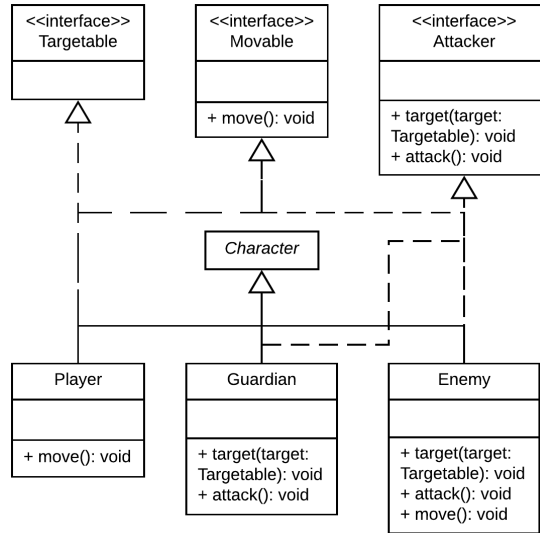 <<interface>>
Targetable
<<interface>>
Movable
+ move(): void
<<interface>>
Attacker
+ target(target:
Targetable): void
+ attack(): void
Character
Player
+ move(): void
Guardian
+ target(target:
Targetable): void
+ attack(): void
Enemy
+ target(target:
Targetable): void
+ attack(): void
+ move(): void